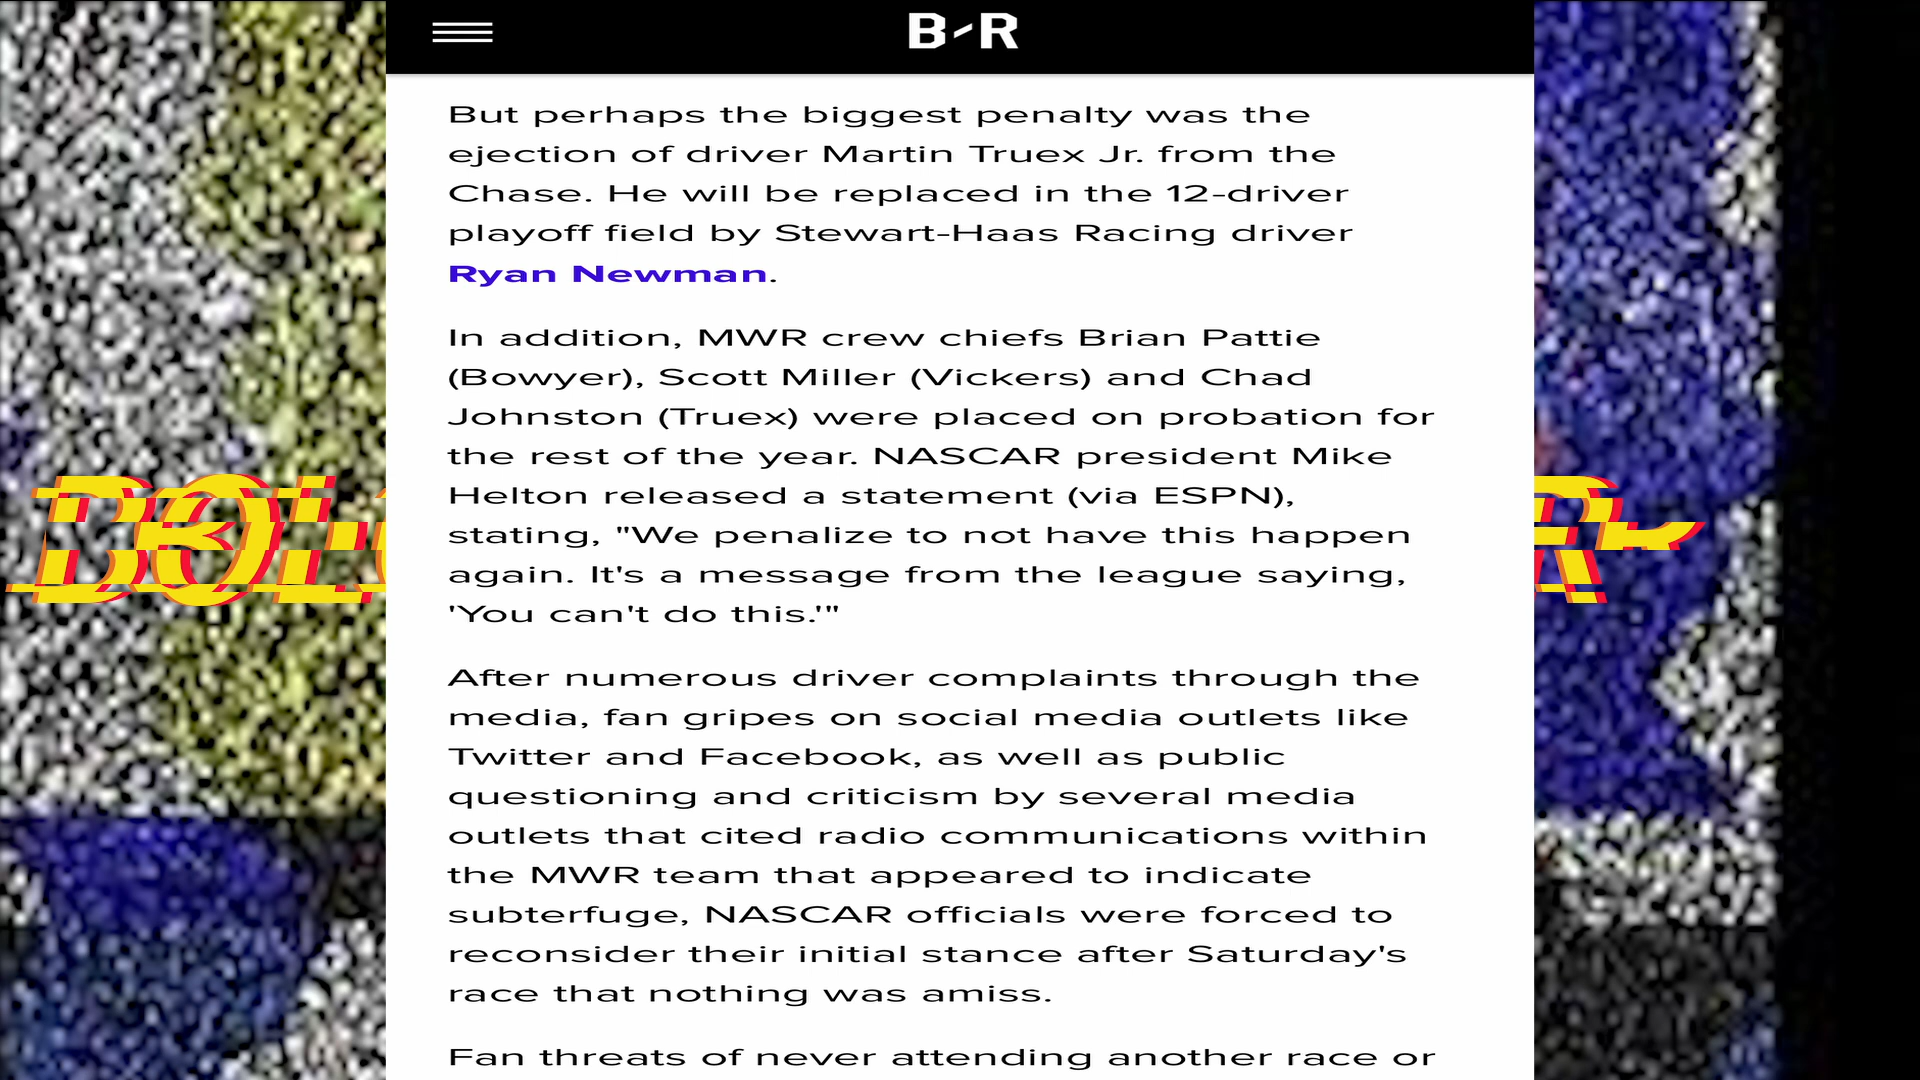 B/R
But perhaps the biggest penalty was the
ejection of driver Martin Truex Jr. from the
Chase. He will be replaced in the 12-driver
playoff field by Stewart-Haas Racing driver
Ryan Newman.
In addition, MWR crew chiefs Brian Pattie
(Bowyer), Scott Miller (Vickers) and Chad
Johnston (Truex) were placed on probation for
the rest of the year. NASCAR president Mike
Helton released a statement (via ESPN),
stating, "We penalize to not have this happen
again. It's a message from the league saying,
'You can't do this.'"
After numerous driver complaints through the
media, fan gripes on social media outlets like
Twitter and Facebook, as well as public
questioning and criticism by several media
outlets that cited radio communications within
the MWR team that appeared to indicate
subterfuge, NASCAR officials were forced to
reconsider their initial stance after Saturday's
race that nothing was amiss.
Fan threats of never attending another race or